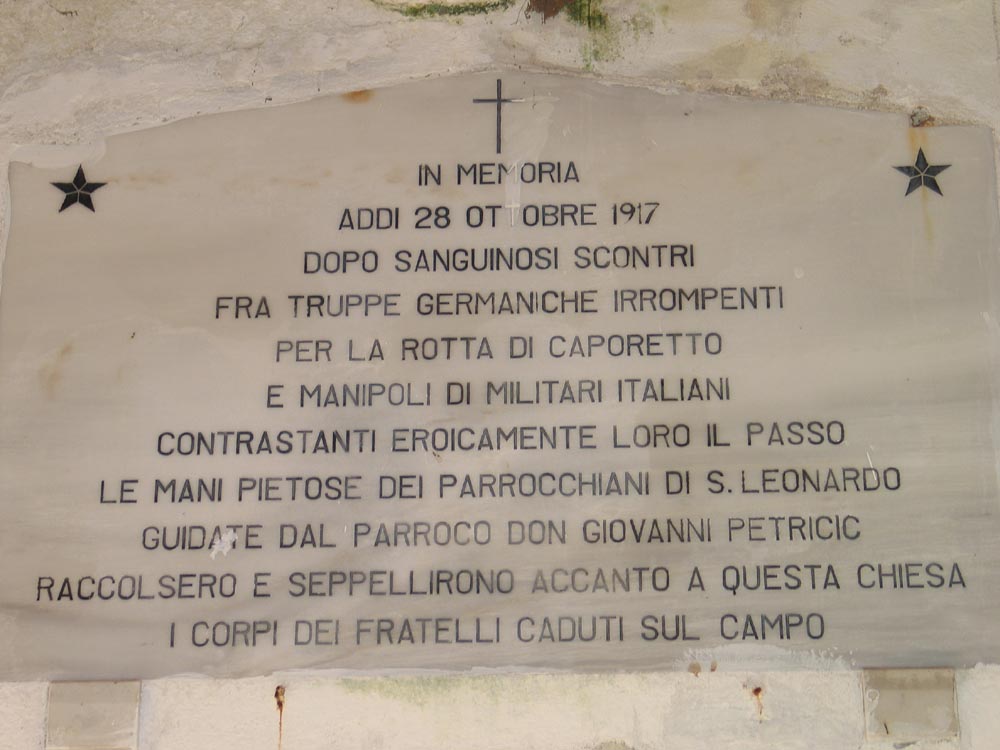 IN MEMORIA
ADDI 28 OTTOBRE 1917
DOPO SANGUINOSI SCONTRI
FRA TRUPPE GERMANICHE IRROMPENTI
PER LA ROTTA DI CAPORETTO
E MANIPOLI DI MILITARI ITALIANI
CONTRASTANTI EROICAMENTE LORO IL PASSO
LE MANI PIETOSE DEI PARROCCHIANI DI S. LEONARDO
GUIDATE DAL PARROCO DON GIOVANNI PETRICIC
RACCOLSERO E SEPPELLIRONO ACCANTO A QUESTA CHIESA
I CORPI DEI FRATELLI CADUTI SUL CAMPO